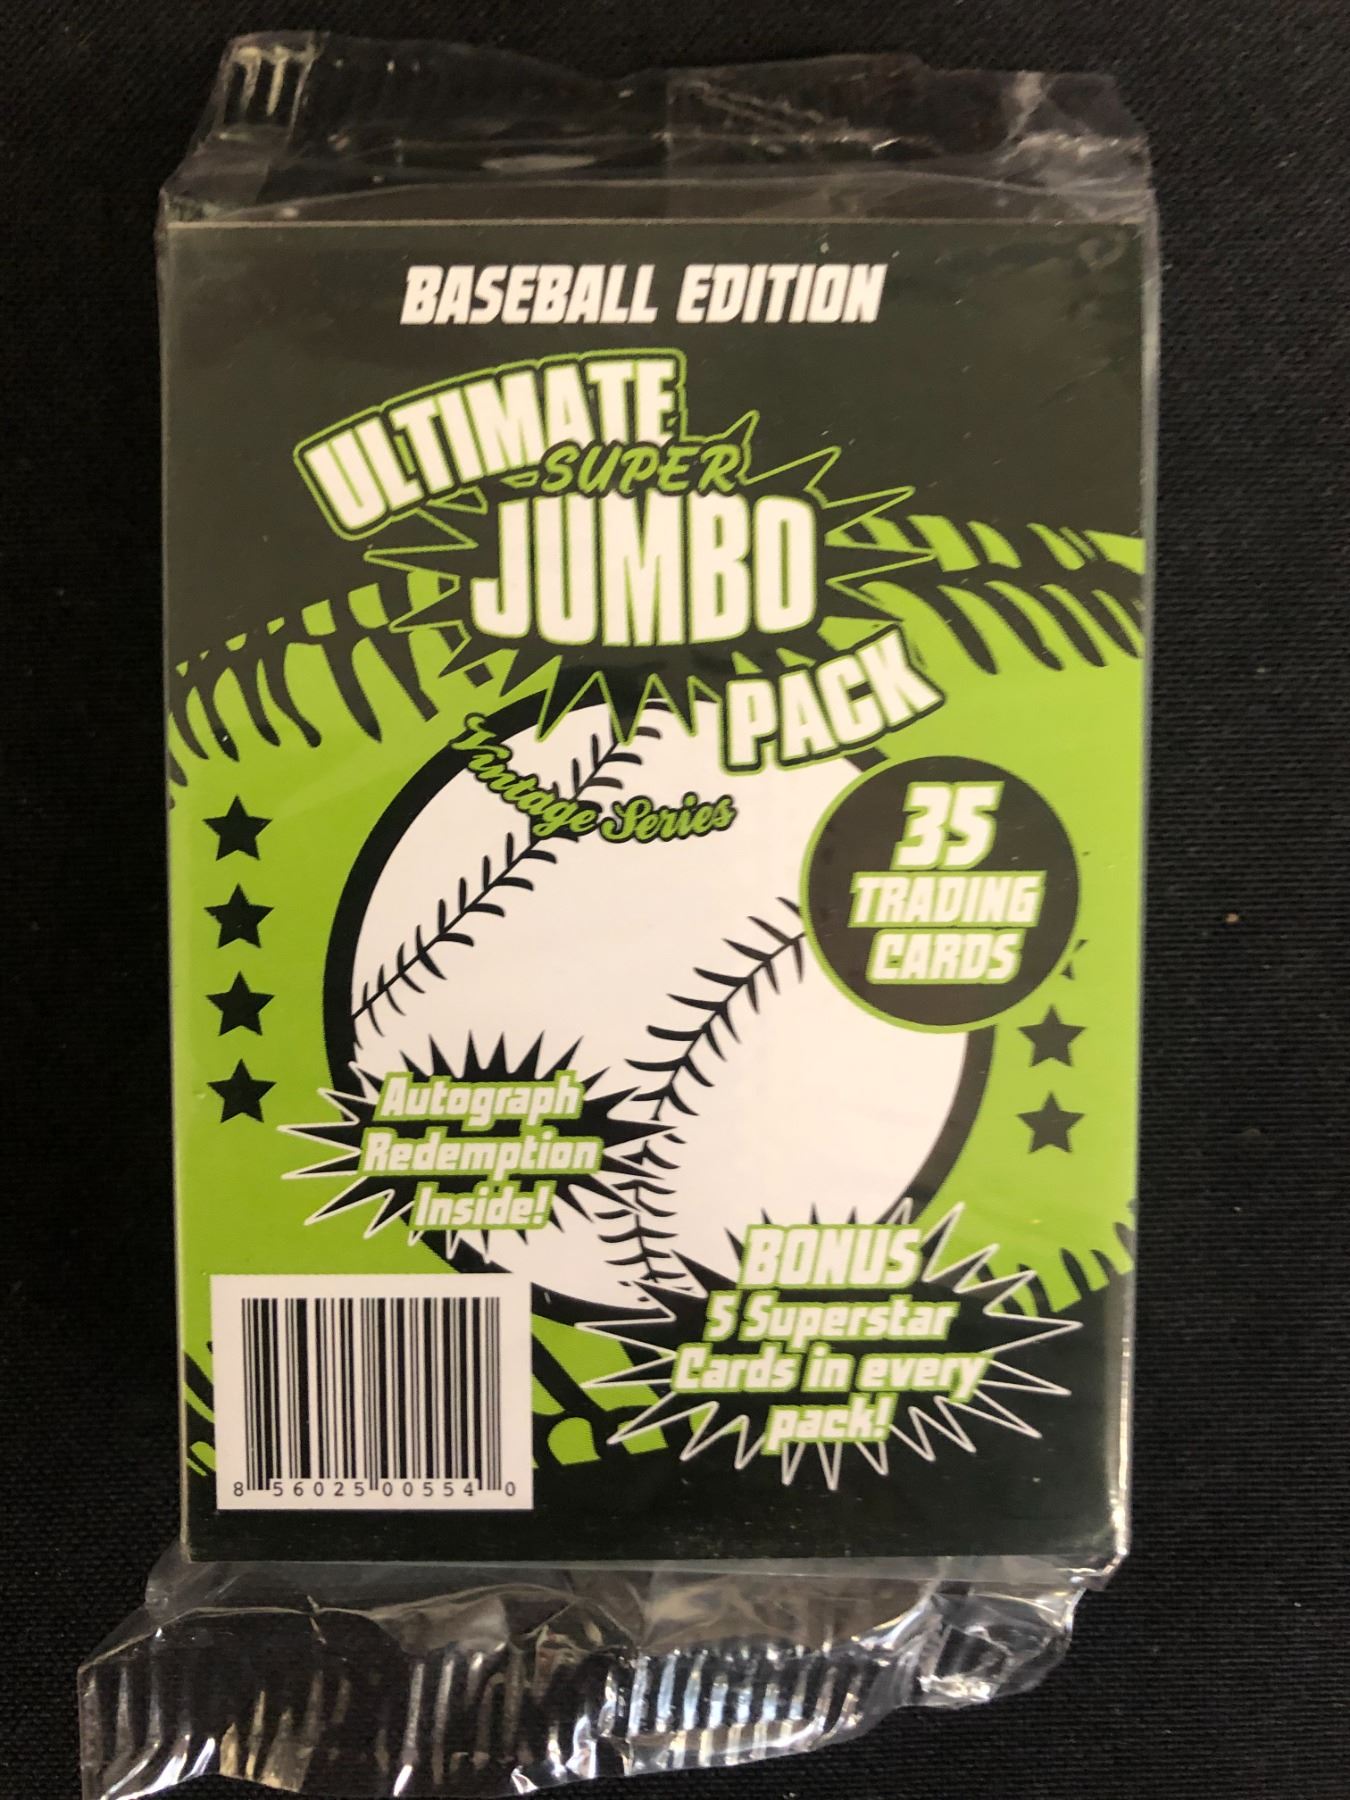 BASEBALL EDITION
ULTIMATE
SUPER
JUMBO
PACK
Vintage Series
35
TRADING
CARDS
Autograph
Redemption
Inside!
BONUS
5 Superstar
Cards in every
pack!
8 56025 00554 0